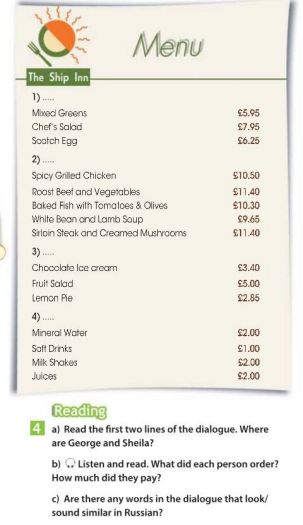 Menu
The Ship Inn
1) .....
Mixed Greens £5.95
Chef's Salad £7.95
Scotch Egg £6.25
2) .....
Spicy Grilled Chicken £10.50
Roast Beef and Vegetables £11.40
Baked Fish with Tomatoes & Olives £10.30
White Bean and Lamb Soup £9.65
Sirloin Steak and Creamed Mushrooms £11.40
3) .....
Chocolate Ice cream £3.40
Fruit Salad £5.00
Lemon Pie £2.85
4) .....
Mineral Water £2.00
Soft Drinks £1.00
Milk Shakes £2.00
Juices £2.00
Reading
4 a) Read the first two lines of the dialogue. Where
are George and Sheila?
b) Listen and read. What did each person order?
How much did they pay?
c) Are there any words in the dialogue that look/
sound similar in Russian?